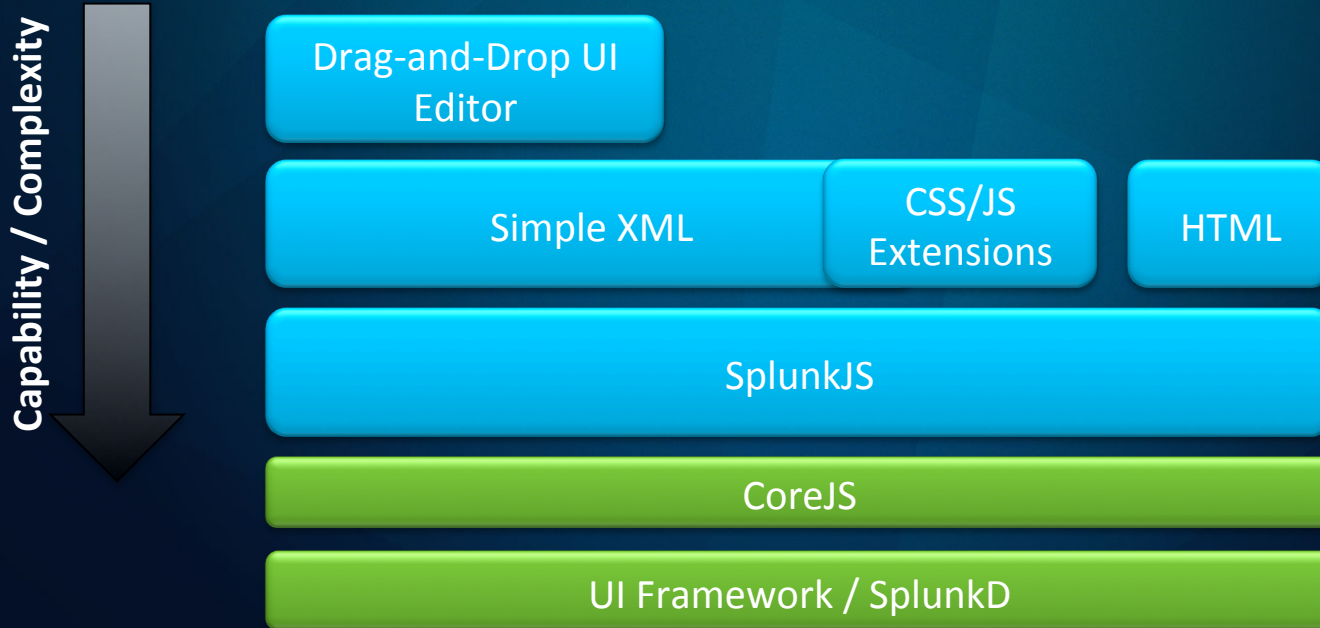 Capability / Complexity
Drag-and-Drop UI
Editor
Simple XML
CSS/JS
Extensions
HTML
SplunkJS
CoreJS
UI Framework / SplunkD